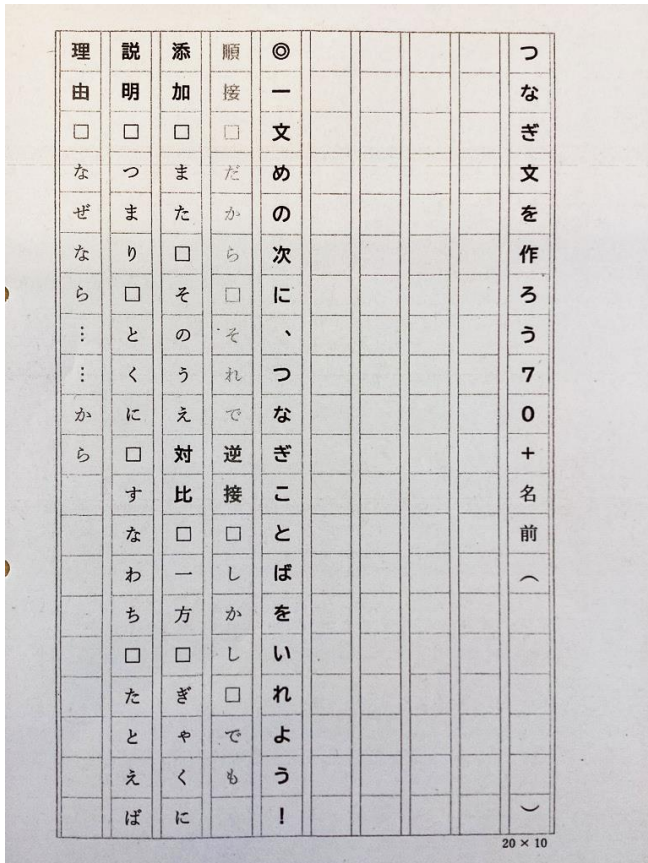 つなぎ文を作ろう70+名前（　　　　　）
◎一文めの次に、つなぎことばをいれよう！
順接□だから□それで逆接□しかし□でも
添加□また□そのうえ対比□一方□ぎゃくに
説明□つまり□とくに□すなわち□たとえば
理由□なぜなら……から
20×10